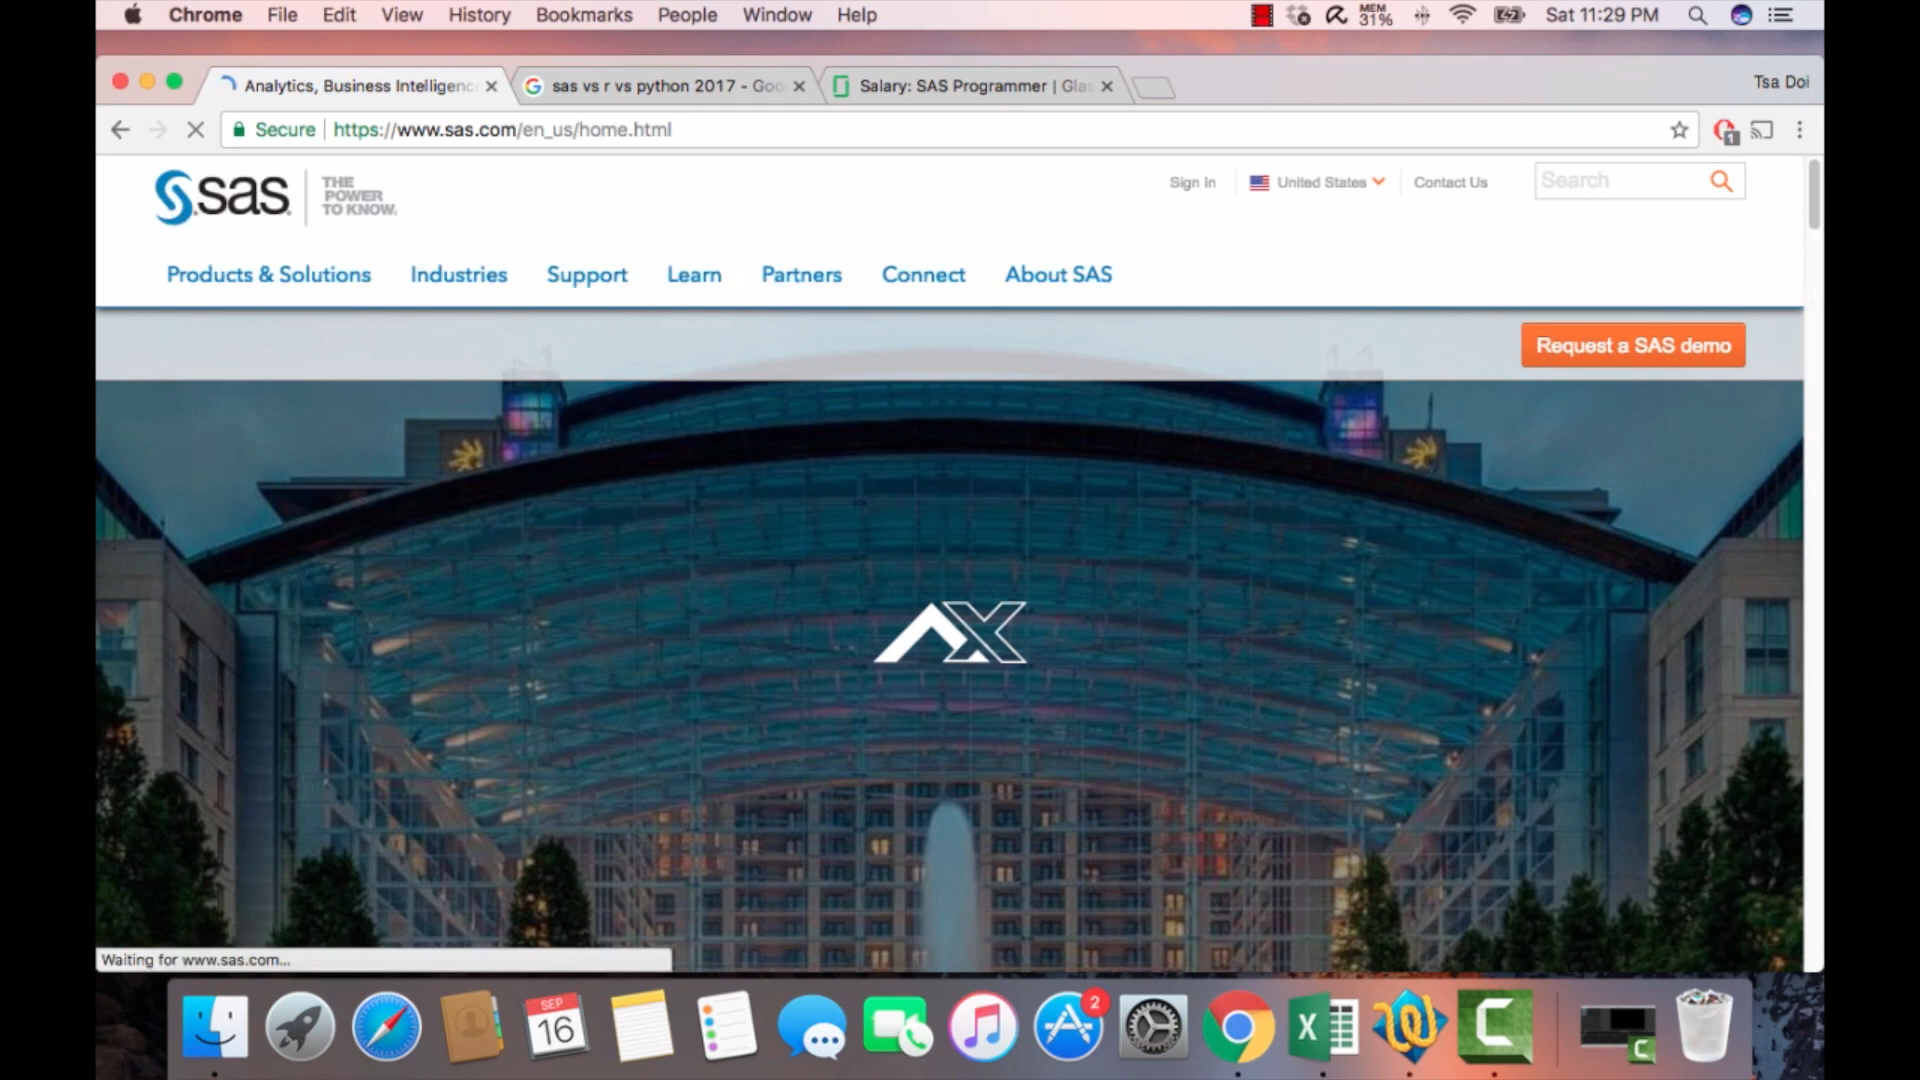 Chrome File Edit View History Bookmarks People Window Help MEM 31% Sat 11:29 PM
Analytics, Business Intelligenc sas vs r vs python 2017 - Goo Salary: SAS Programmer | Glas Tsa Doi
Secure https://www.sas.com/en_us/home.html 1
sas THE POWER TO KNOW. Sign In United States Contact Us Search
Products & Solutions Industries Support Learn Partners Connect About SAS
Request a SAS demo
AX
Waiting for www.sas.com...
SEP
16
2
X
C
C